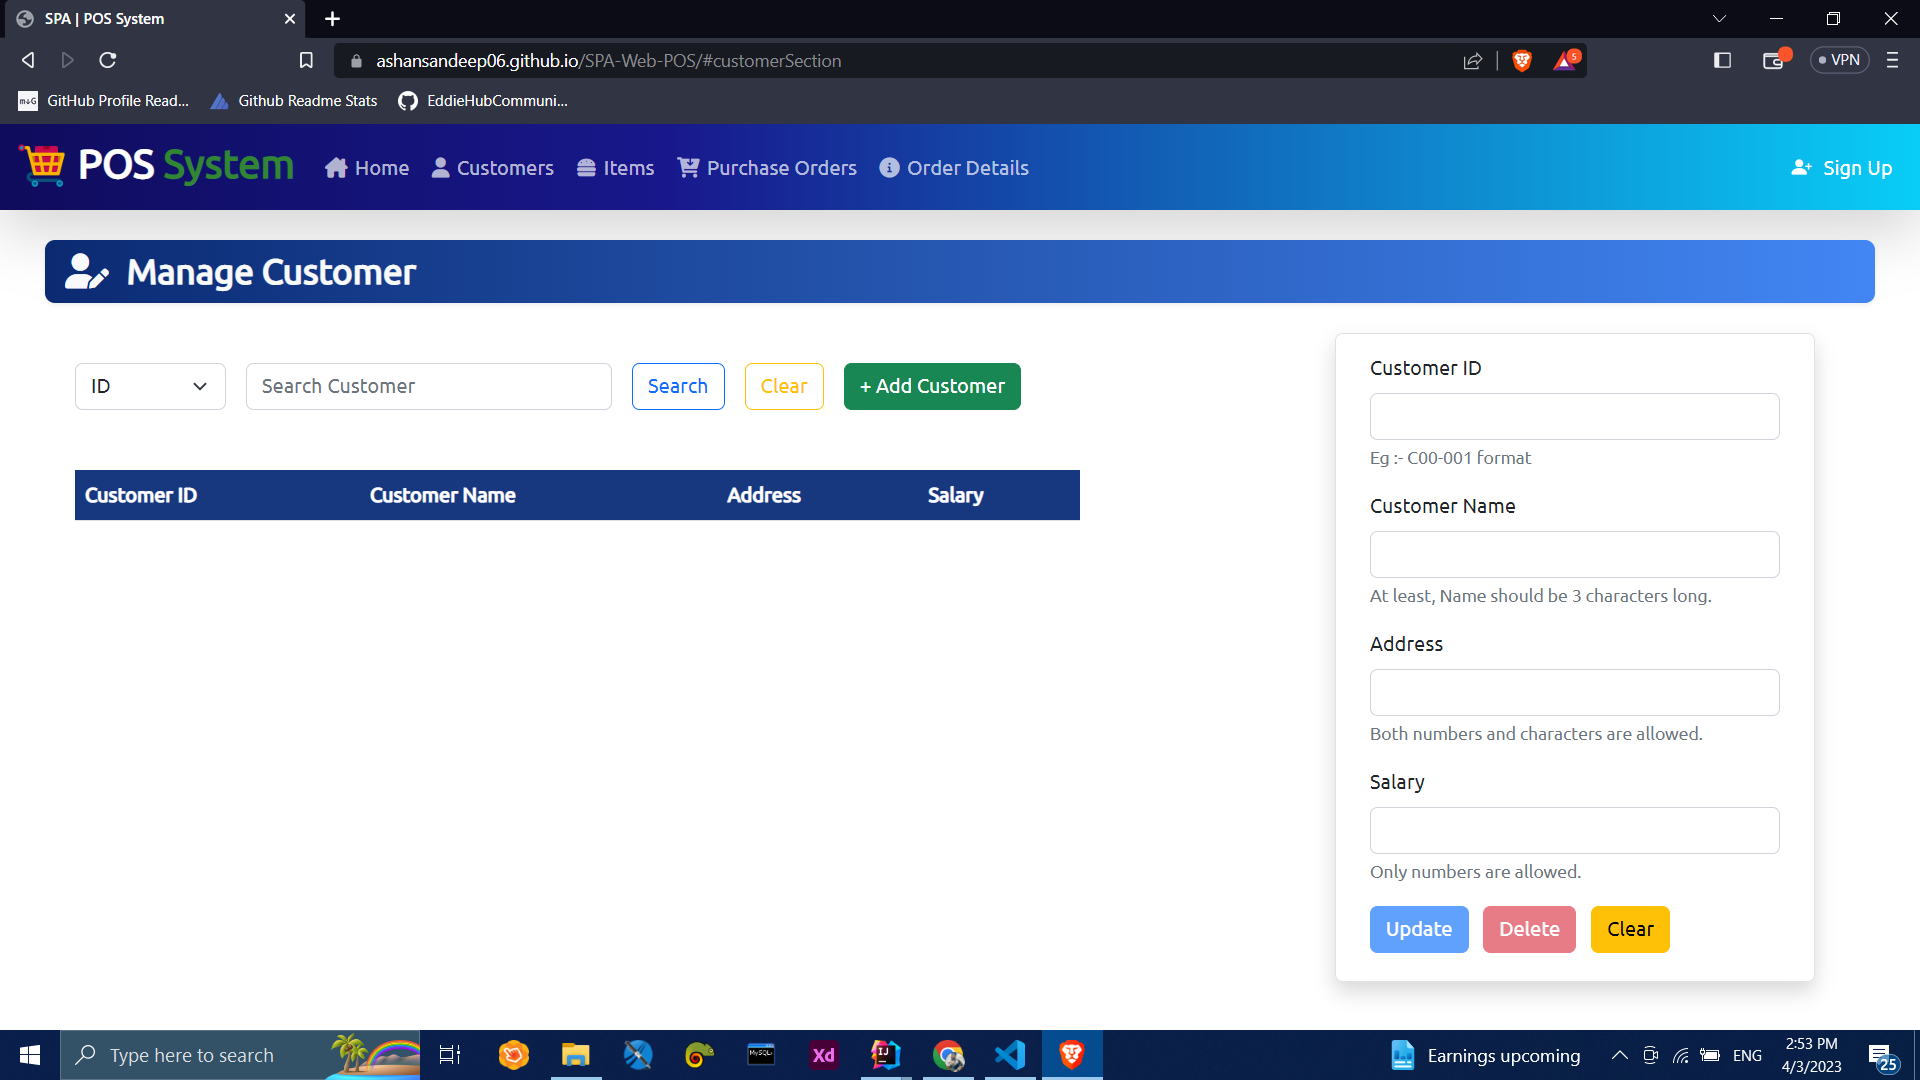 SPA | POS System
ashansandeep06.github.io/SPA-Web-POS/#customerSection
5
VPN
M↓G GitHub Profile Read...
Github Readme Stats
EddieHubCommuni...
POS System
Home
Customers
Items
Purchase Orders
Order Details
Sign Up
Manage Customer
ID
Search Customer
Search
Clear
+ Add Customer
Customer ID
Customer Name
Address
Salary
Customer ID
Eg :- C00-001 format
Customer Name
At least, Name should be 3 characters long.
Address
Both numbers and characters are allowed.
Salary
Only numbers are allowed.
Update
Delete
Clear
Type here to search
MySQL
Xd
IJ
Earnings upcoming
ENG
2:53 PM
4/3/2023
25